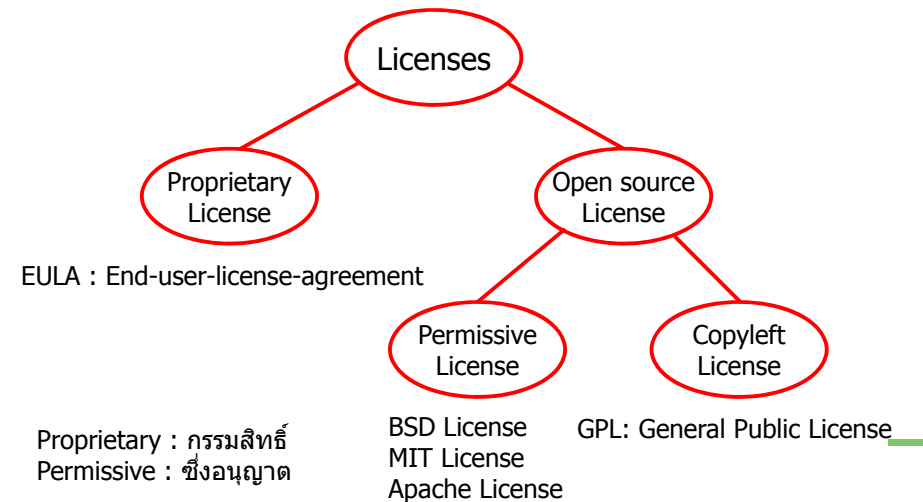 Licenses
Proprietary
License
Open source
License
EULA : End-user-license-agreement
Permissive
License
Copyleft
License
BSD License
MIT License
Apache License
GPL: General Public License
Proprietary : กรรมสิทธิ์
Permissive : ซึ่งอนุญาต